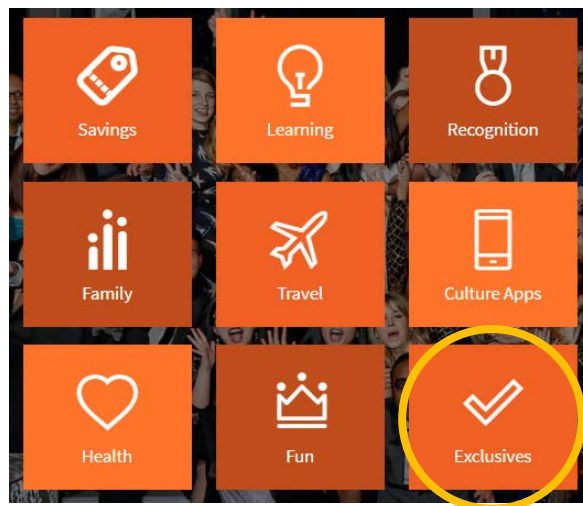 Savings
Learning
Recognition
Family
Travel
Culture Apps
Health
Fun
Exclusives